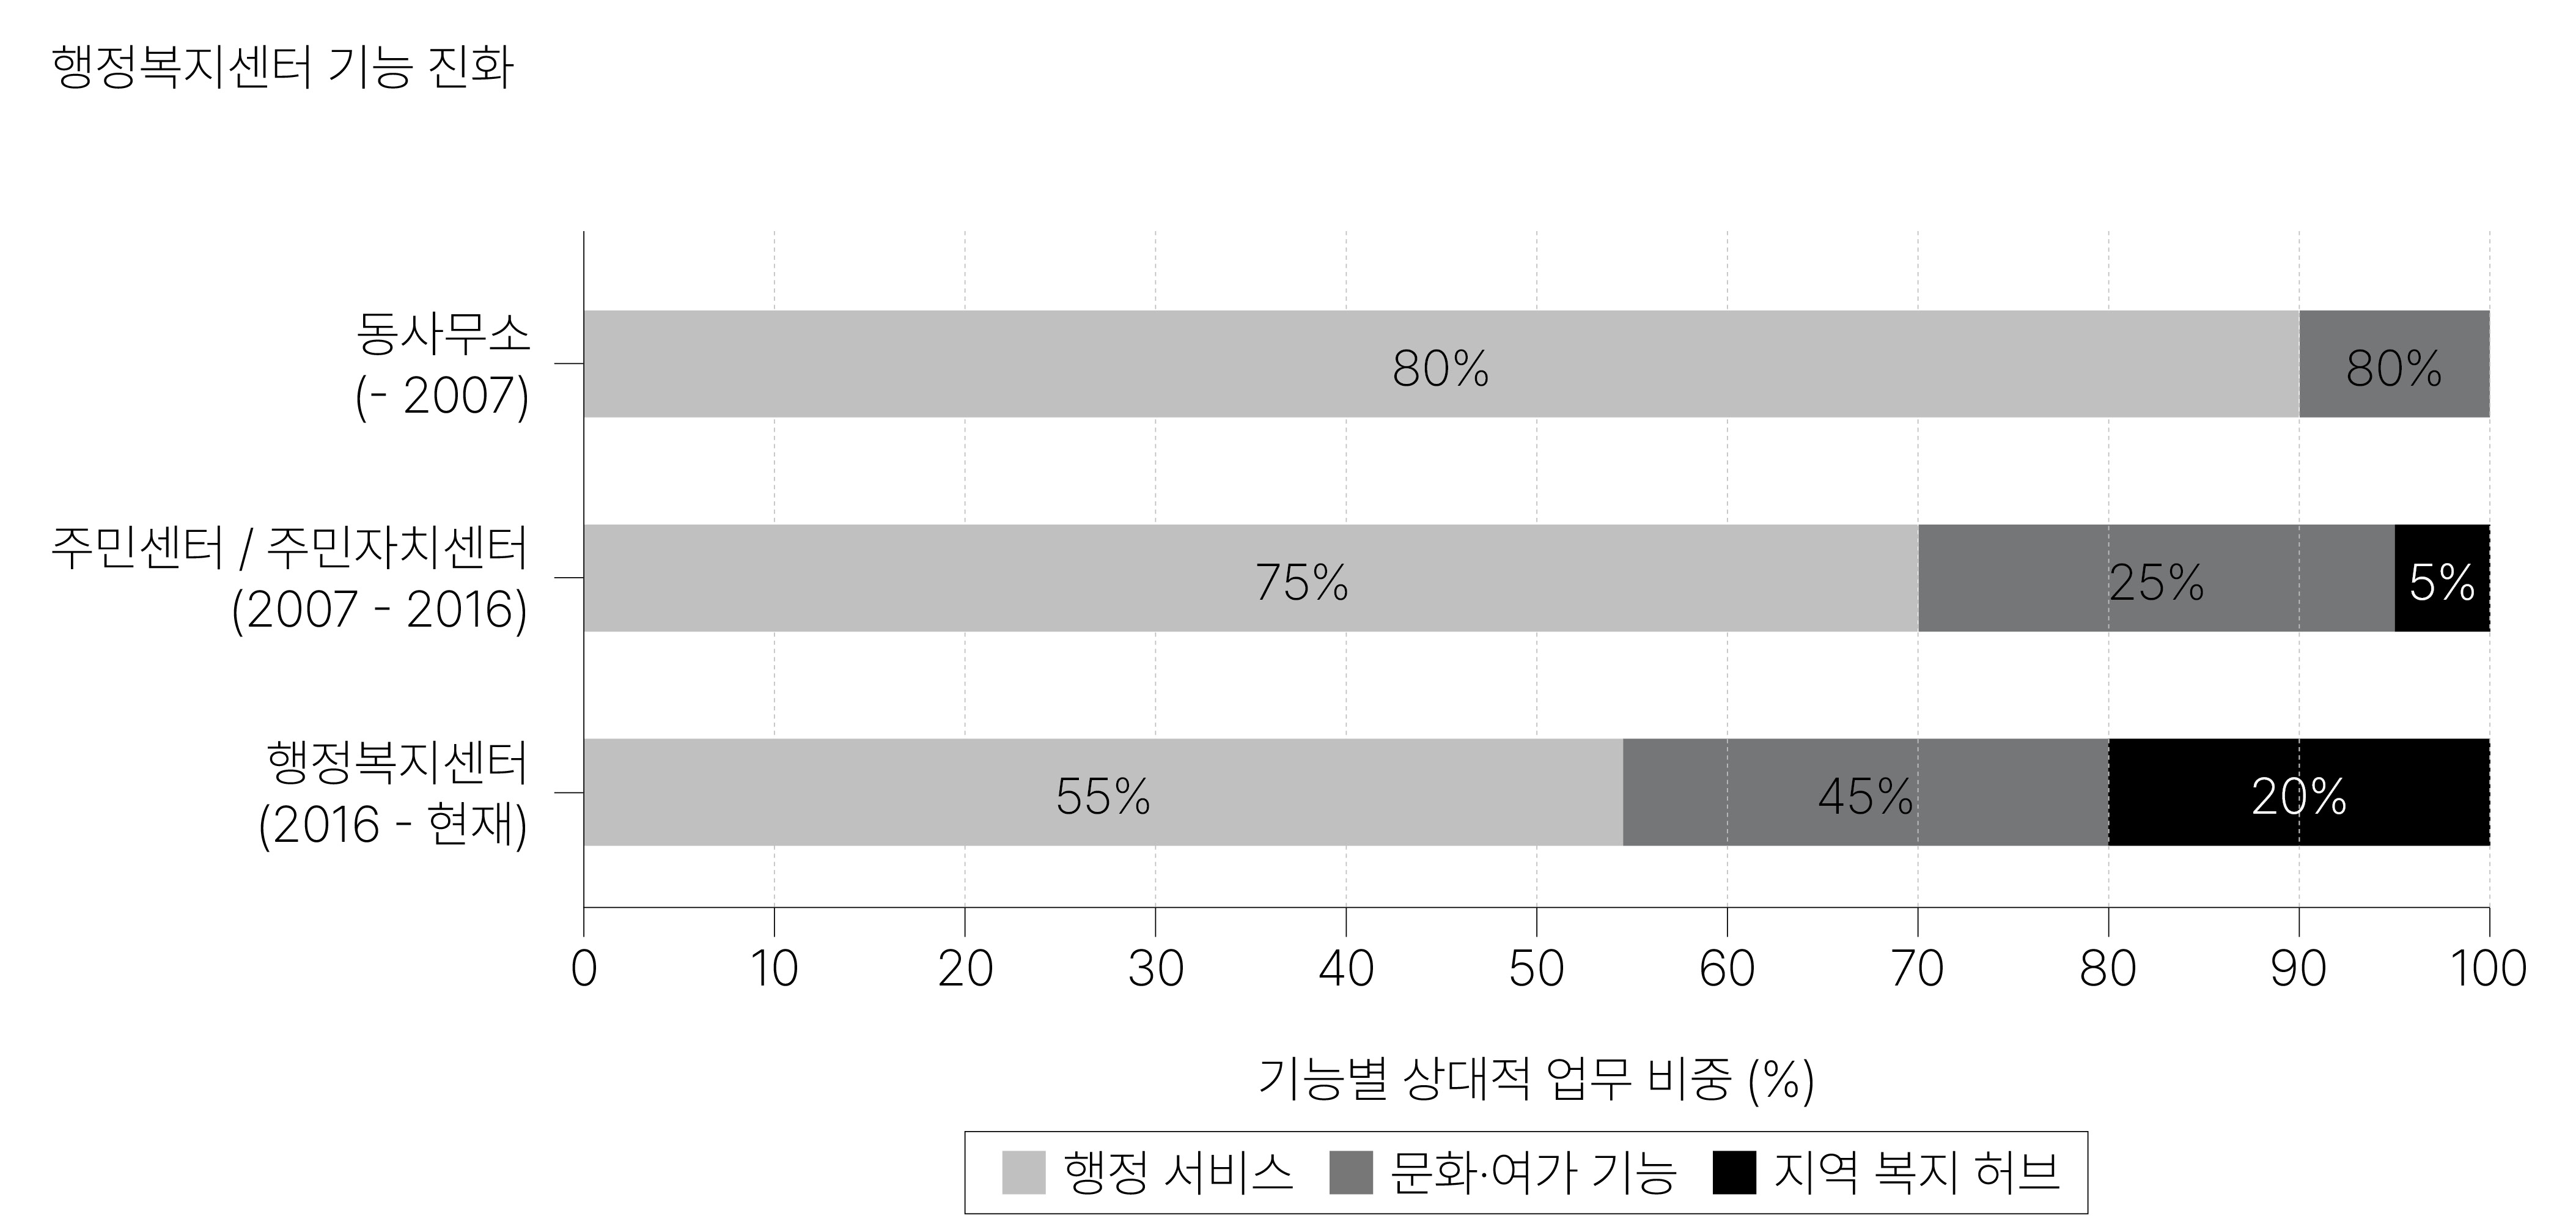 행정복지센터 기능 진화
동사무소
(- 2007)
80%
80%
주민센터 / 주민자치센터
(2007 - 2016)
75%
25%
5%
행정복지센터
(2016 - 현재)
55%
45%
20%
0 10 20 30 40 50 60 70 80 90 100
기능별 상대적 업무 비중 (%)
행정 서비스 문화·여가 기능 지역 복지 허브